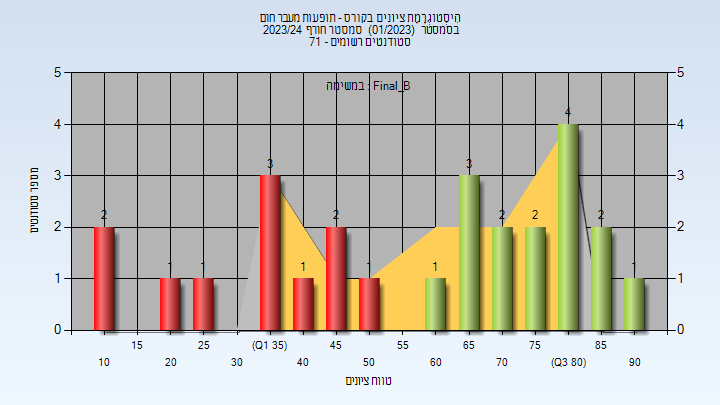 היסטוגרמת ציונים בקורס - תופעות מעבר חום
בסמסטר (01/2023) סמסטר חורף 2023/24
סטודנטים רשומים - 71
במשימה : Final_B
מספר סטודנטים
5 5
4 4
3 3
2 2
1 1
0 0
2 1 1 3 1 2 1 1 3 2 2 4 2 1
15 25 (Q1 35) 45 55 65 75 85
10 20 30 40 50 60 70 (Q3 80) 90
טווח ציונים